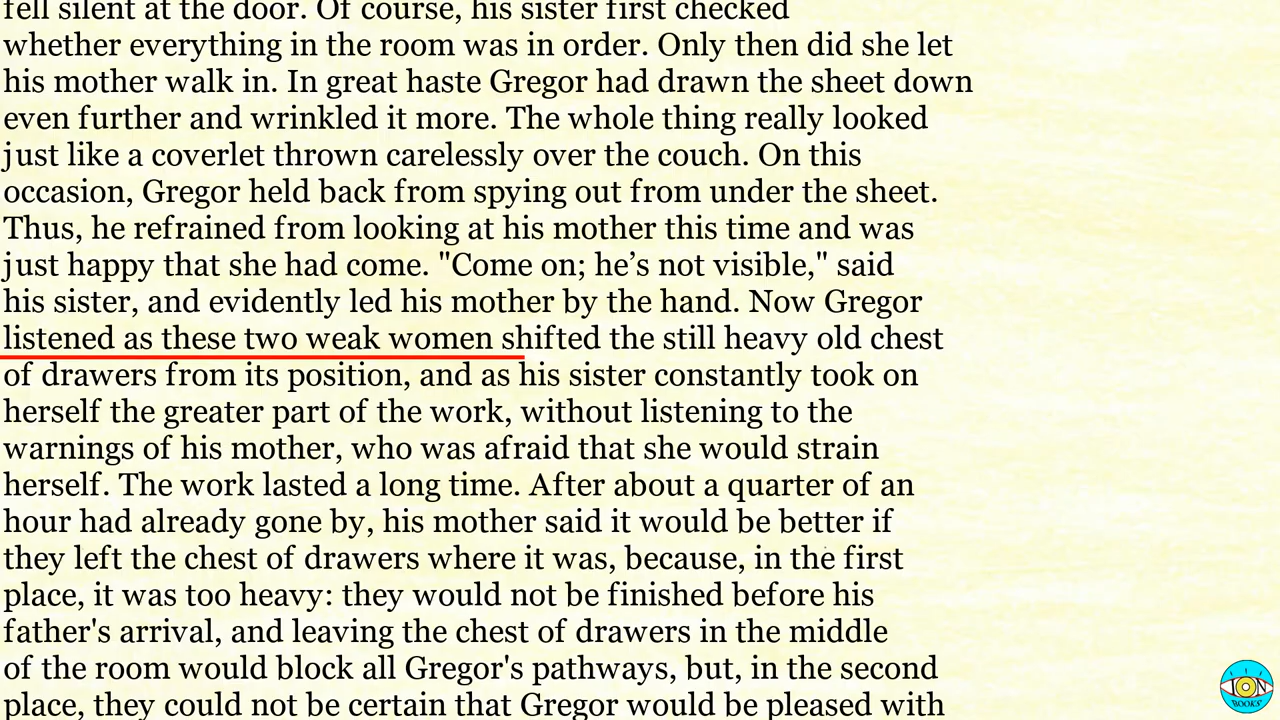 fell silent at the door. Of course, his sister first checked
whether everything in the room was in order. Only then did she let
his mother walk in. In great haste Gregor had drawn the sheet down
even further and wrinkled it more. The whole thing really looked
just like a coverlet thrown carelessly over the couch. On this
occasion, Gregor held back from spying out from under the sheet.
Thus, he refrained from looking at his mother this time and was
just happy that she had come. "Come on; he’s not visible," said
his sister, and evidently led his mother by the hand. Now Gregor
listened as these two weak women shifted the still heavy old chest
of drawers from its position, and as his sister constantly took on
herself the greater part of the work, without listening to the
warnings of his mother, who was afraid that she would strain
herself. The work lasted a long time. After about a quarter of an
hour had already gone by, his mother said it would be better if
they left the chest of drawers where it was, because, in the first
place, it was too heavy: they would not be finished before his
father's arrival, and leaving the chest of drawers in the middle
of the room would block all Gregor's pathways, but, in the second
place, they could not be certain that Gregor would be pleased with
ION
BOOKS